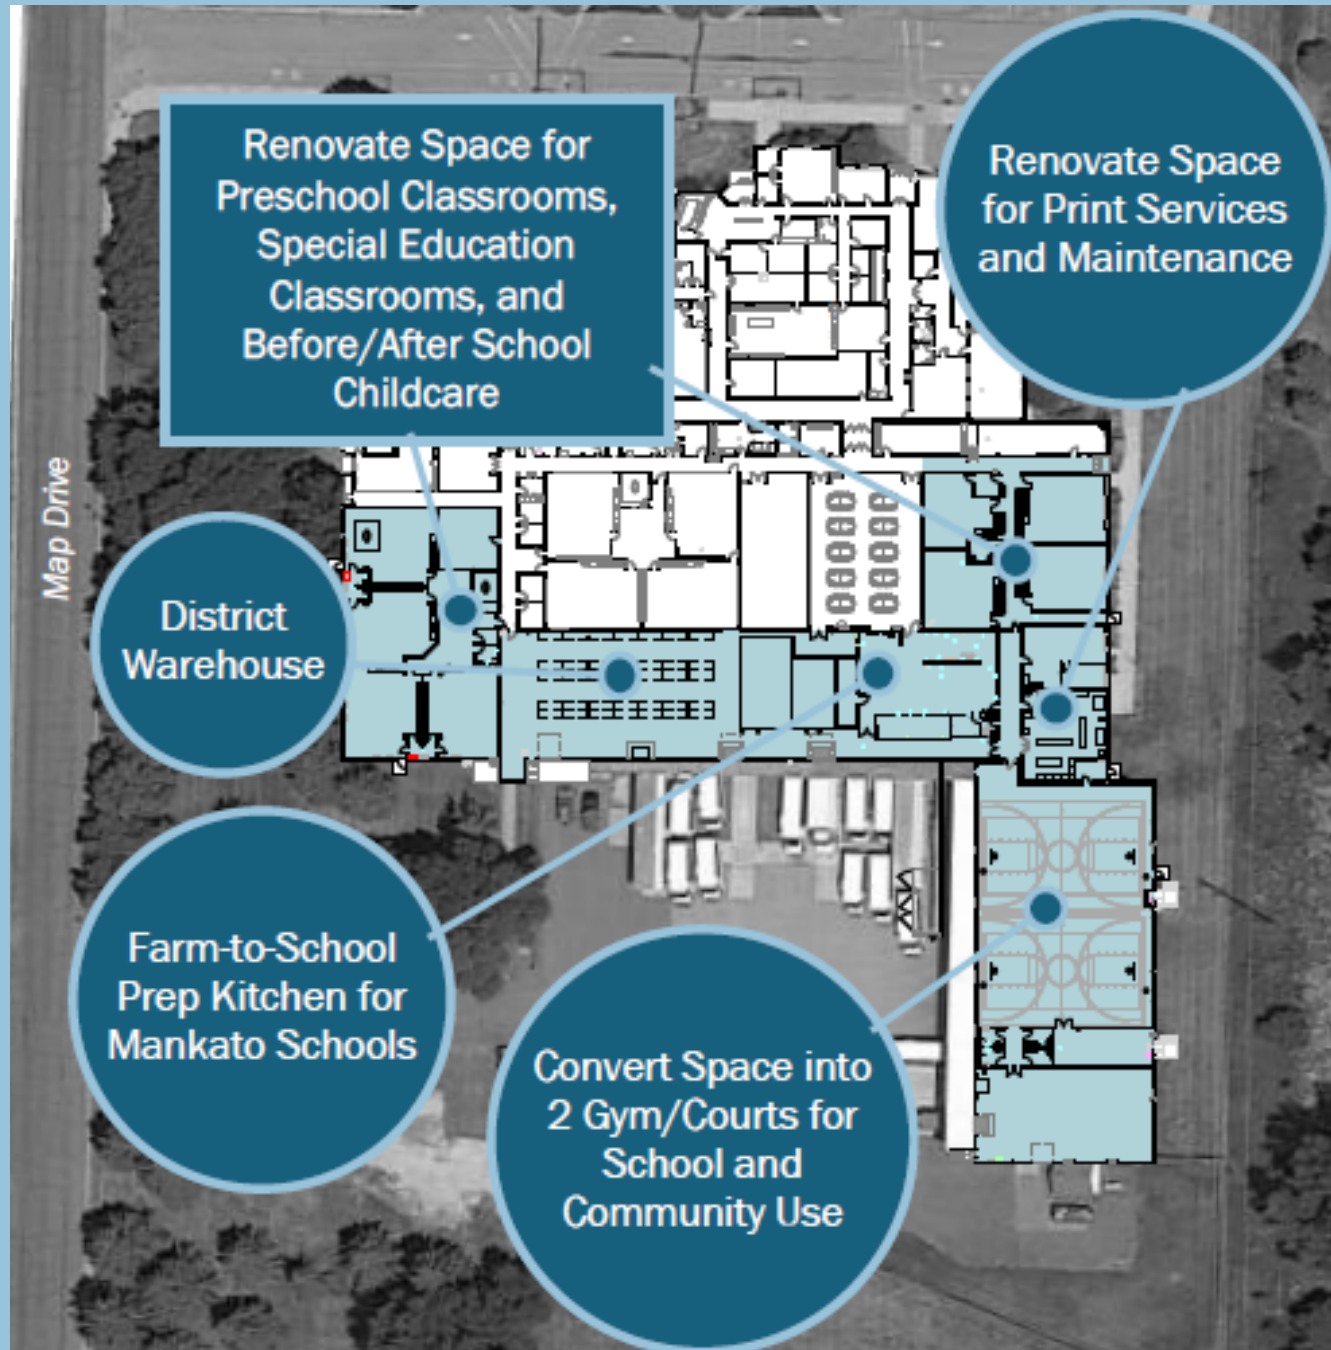 Renovate Space for
Preschool Classrooms,
Special Education
Classrooms, and
Before/After School
Childcare
Renovate Space
for Print Services
and Maintenance
Map Drive
District
Warehouse
Farm-to-School
Prep Kitchen for
Mankato Schools
Convert Space into
2 Gym/Courts for
School and
Community Use